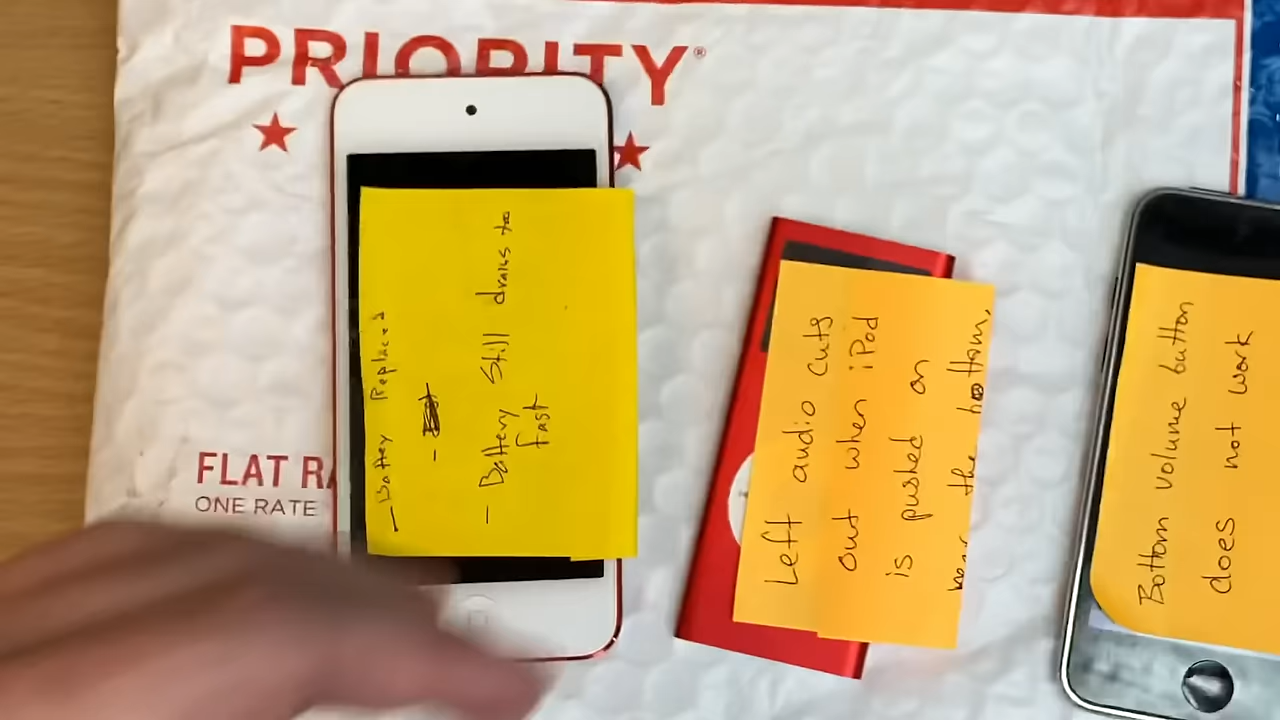 PRIORITY®
FLAT RA
ONE RATE
- Battery Replaced
-
- Battery Still drains too
fast
Left audio cuts
out when iPod
is pushed on
near the bottom,
Bottom volume button
does not work